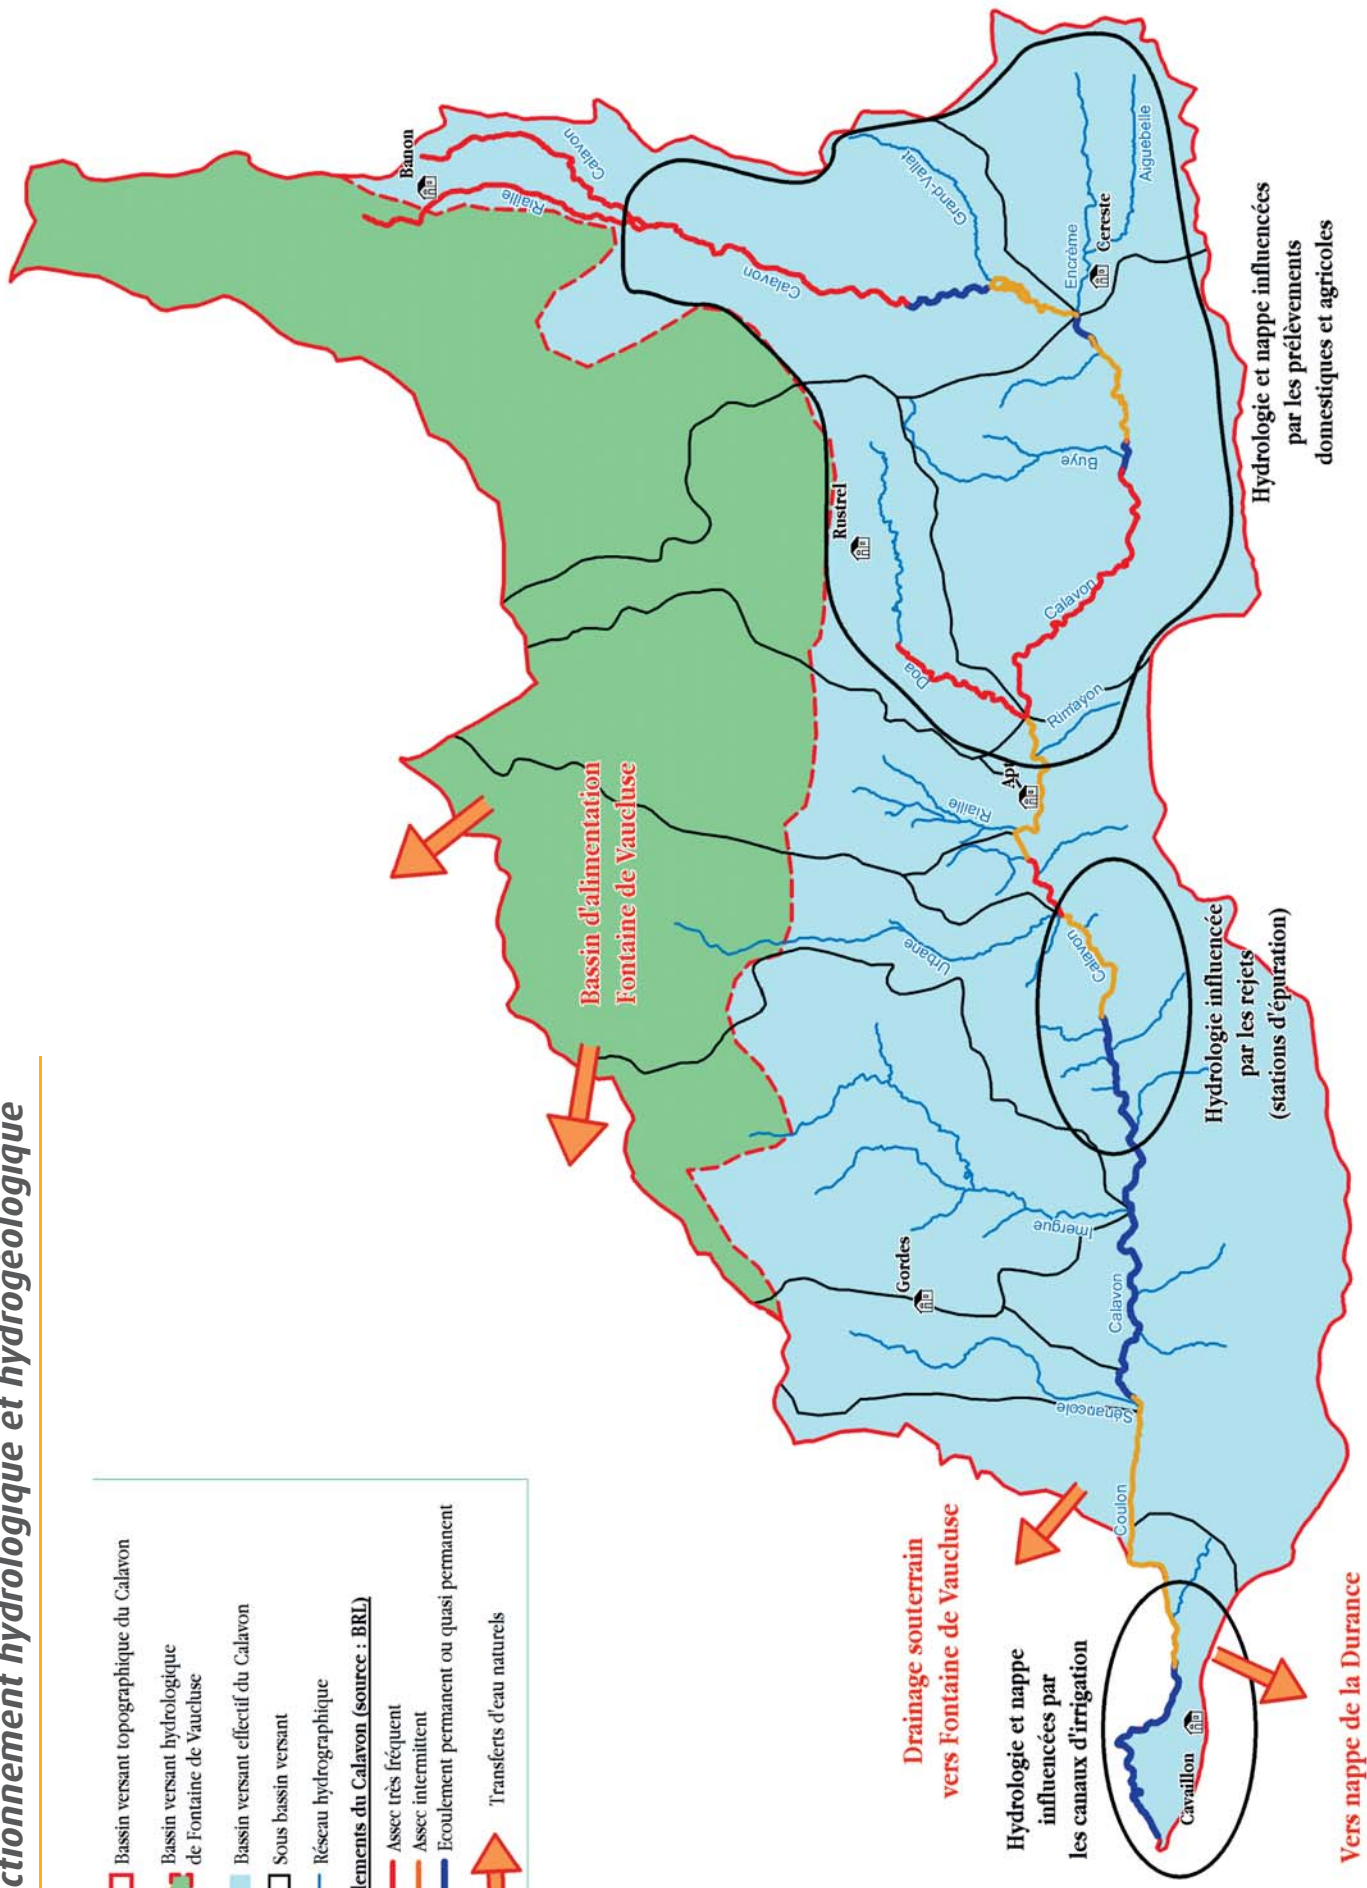 ctionnement hydrologique et hydrogéologique
Bassin versant topographique du Calavon
Bassin versant hydrologique
de Fontaine de Vaucluse
Bassin versant effectif du Calavon
Sous bassin versant
Réseau hydrographique
lements du Calavon (source : BRL)
Assec très fréquent
Assec intermittent
Ecoulement permanent ou quasi permanent
Transferts d'eau naturels
Banon
Calavon
Riaille
Calavon
Grand-Vallat
Encrème
Cereste
Aiguebelle
Rustrel
Buye
Calavon
Doa
Rimayon
Apt
Riaille
Bassin d'alimentation
Fontaine de Vaucluse
Urbane
Calavon
Imergue
Gordes
Calavon
Sénancole
Coulon
Cavaillon
Hydrologie et nappe influencées
par les prélèvements
domestiques et agricoles
Hydrologie influencée
par les rejets
(stations d'épuration)
Drainage souterrain
vers Fontaine de Vaucluse
Hydrologie et nappe
influencées par
les canaux d'irrigation
Vers nappe de la Durance